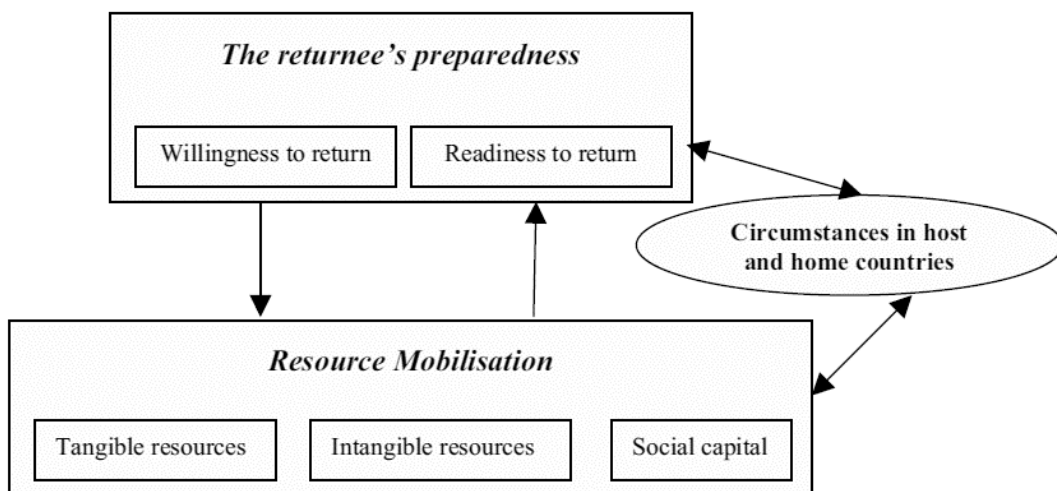 The returnee’s preparedness
Willingness to return
Readiness to return
Circumstances in host
and home countries
Resource Mobilisation
Tangible resources
Intangible resources
Social capital